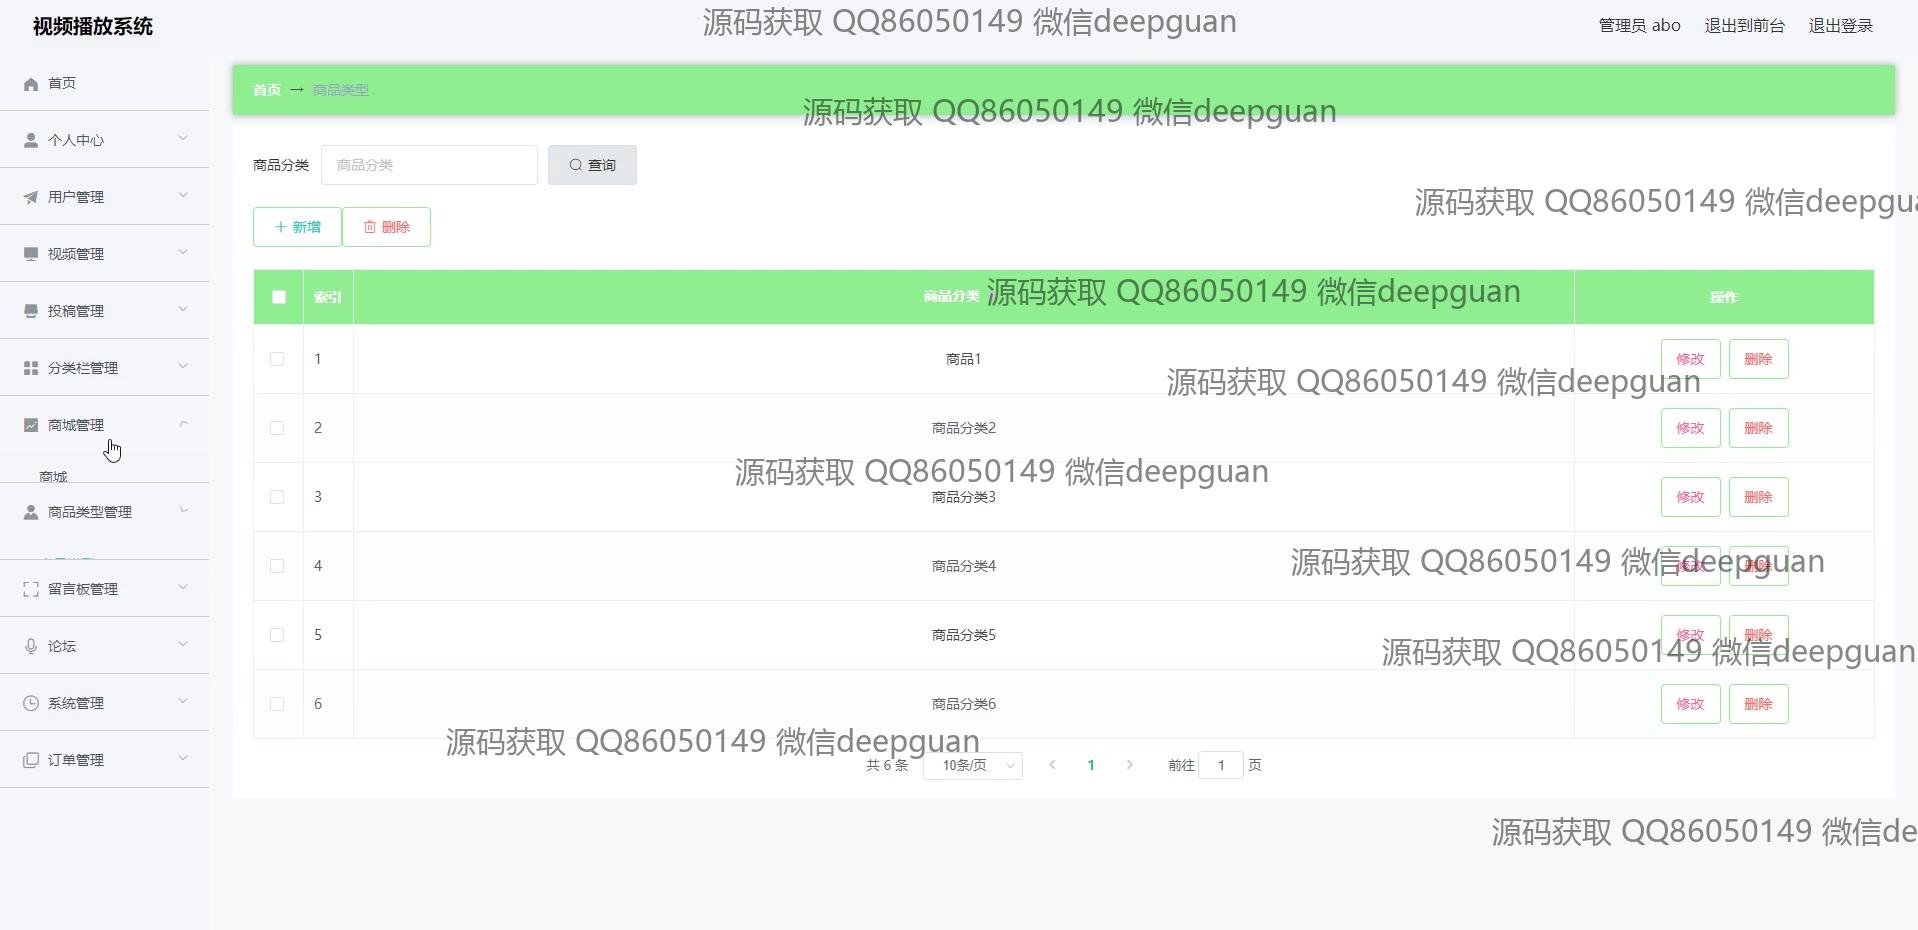 视频播放系统
源码获取 QQ86050149 微信deepguan
管理员 abo 退出到前台 退出登录
首页
首页 → 商品类型
源码获取 QQ86050149 微信deepguan
个人中心
商品分类 商品分类 查询
用户管理
源码获取 QQ86050149 微信deepgua
+ 新增 删除
视频管理
索引 商品分类 操作
源码获取 QQ86050149 微信deepguan
投稿管理
1 商品1 修改 删除
分类栏管理
源码获取 QQ86050149 微信deepguan
商城管理
2 商品分类2 修改 删除
商城
源码获取 QQ86050149 微信deepguan
3 商品分类3 修改 删除
商品类型管理
源码获取 QQ86050149 微信deepguan
4 商品分类4 修改 删除
留言板管理
5 商品分类5 修改 删除
论坛
源码获取 QQ86050149 微信deepguan
6 商品分类6 修改 删除
系统管理
源码获取 QQ86050149 微信deepguan
订单管理
共 6 条 10条/页 < 1 > 前往 1 页
源码获取 QQ86050149 微信de